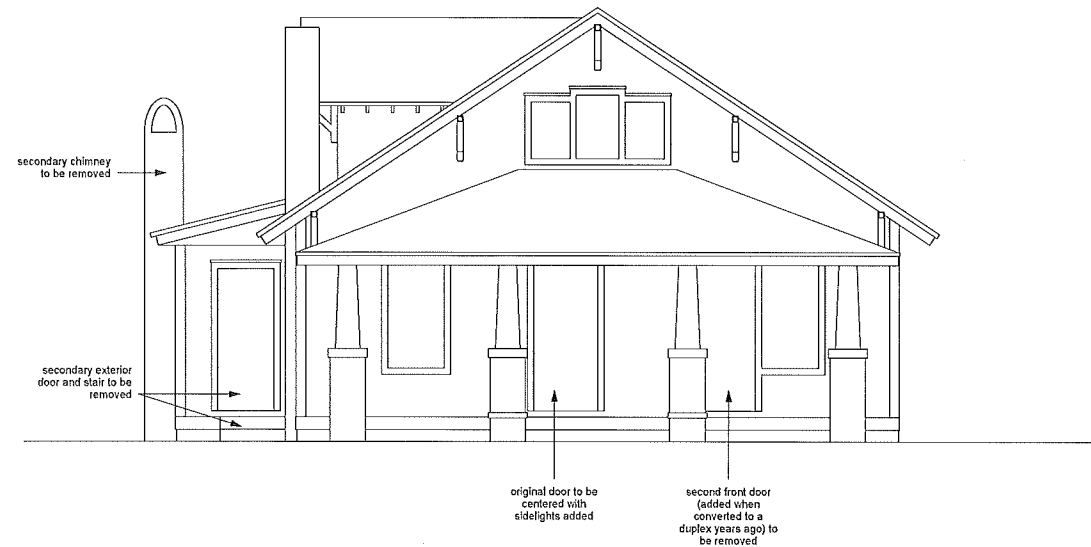 secondary chimney
to be removed
secondary exterior
door and stair to be
removed
original door to be
centered with
sidelights added
second front door
(added when
converted to a
duplex years ago) to
be removed